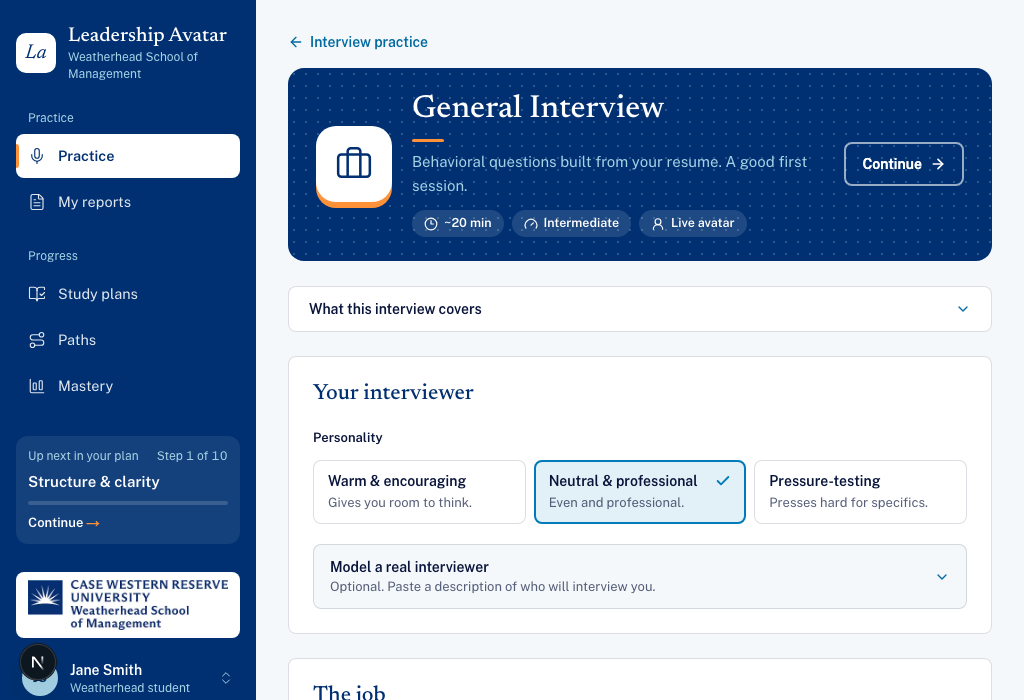 La
Leadership Avatar
Weatherhead School of
Management
Practice
Practice
My reports
Progress
Study plans
Paths
Mastery
Up next in your plan
Step 1 of 10
Structure & clarity
Continue →
CASE WESTERN RESERVE
UNIVERSITY
Weatherhead School
of Management
N
Jane Smith
Weatherhead student
← Interview practice
General Interview
Behavioral questions built from your resume. A good first
session.
~20 min
Intermediate
Live avatar
Continue →
What this interview covers
Your interviewer
Personality
Warm & encouraging
Gives you room to think.
Neutral & professional
Even and professional.
Pressure-testing
Presses hard for specifics.
Model a real interviewer
Optional. Paste a description of who will interview you.
The job